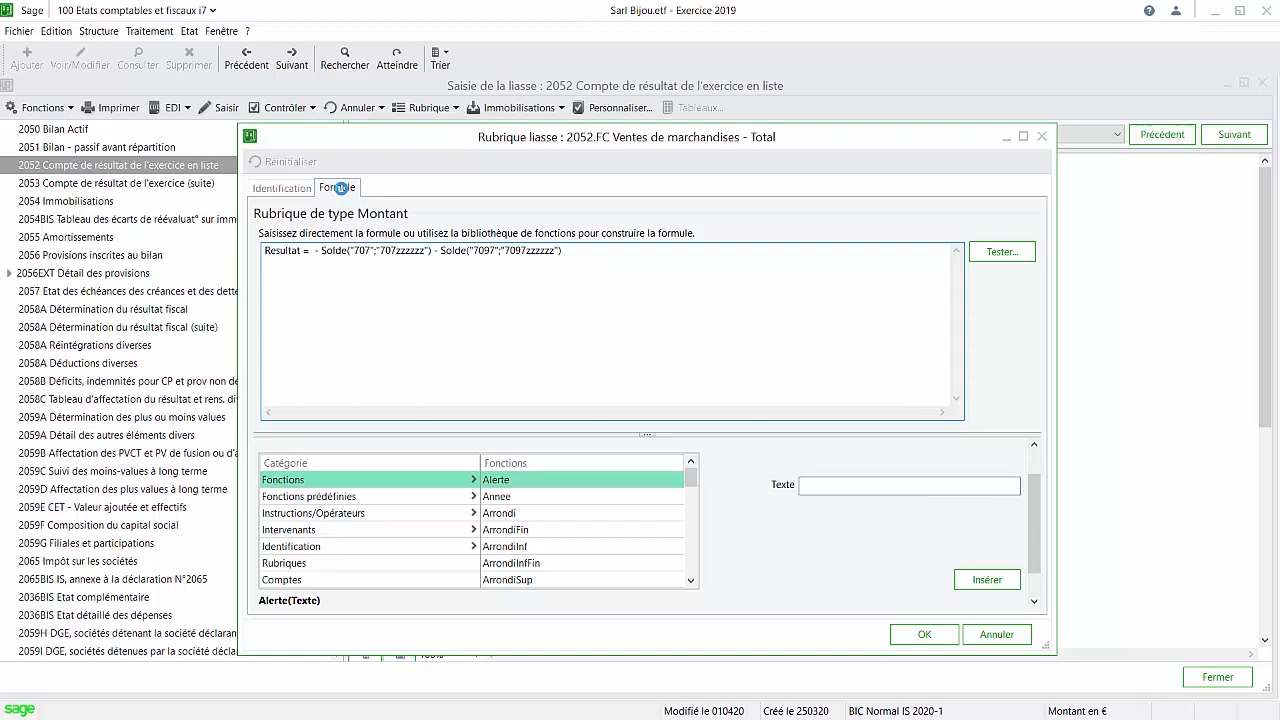 Sage 100 Etats comptables et fiscaux i7 Sarl Bijou.etf - Exercice 2019
Fichier Edition Structure Traitement Etat Fenêtre ?
Ajouter Voir/Modifier Consulter Supprimer Précédent Suivant Rechercher Atteindre Trier
Saisie de la liasse : 2052 Compte de résultat de l'exercice en liste
Fonctions Imprimer EDI Saisir Contrôler Annuler Rubrique Immobilisations Personnaliser... Tableaux...
2050 Bilan Actif
2051 Bilan - passif avant répartition
2052 Compte de résultat de l'exercice en liste
2053 Compte de résultat de l'exercice (suite)
2054 Immobilisations
2054BIS Tableau des écarts de réévaluat° sur imm
2055 Amortissements
2056 Provisions inscrites au bilan
2056EXT Détail des provisions
2057 Etat des échéances des créances et des dette
2058A Détermination du résultat fiscal
2058A Détermination du résultat fiscal (suite)
2058A Réintégrations diverses
2058A Déductions diverses
2058B Déficits, indemnités pour CP et prov non de
2058C Tableau d'affectation du résultat et rens. di
2059A Détermination des plus ou moins values
2059A Détail des autres éléments divers
2059B Affectation des PVCT et PV de fusion ou d'a
2059C Suivi des moins-values à long terme
2059D Affectation des plus values à long terme
2059E CET - Valeur ajoutée et effectifs
2059F Composition du capital social
2059G Filiales et participations
2065 Impôt sur les sociétés
2065BIS IS, annexe à la déclaration N°2065
2036BIS Etat complémentaire
2036BIS Etat détaillé des dépenses
2059H DGE, sociétés détenant la société déclaran
2059I DGE, sociétés détenues par la société décla
Précédent Suivant
Rubrique liasse : 2052.FC Ventes de marchandises - Total
Réinitialiser
Identification Formule
Rubrique de type Montant
Saisissez directement la formule ou utilisez la bibliothèque de fonctions pour construire la formule.
Resultat = - Solde("707";"707zzzzzz") - Solde("7097";"7097zzzzzz")
Tester...
Catégorie Fonctions
Fonctions Alerte
Fonctions prédéfinies Annee
Instructions/Opérateurs Arrondi
Intervenants ArrondiFin
Identification ArrondiInf
Rubriques ArrondiInfFin
Comptes ArrondiSup
Texte
Insérer
Alerte(Texte)
OK Annuler
Fermer
sage Modifié le 010420 Créé le 250320 BIC Normal IS 2020-1 Montant en €